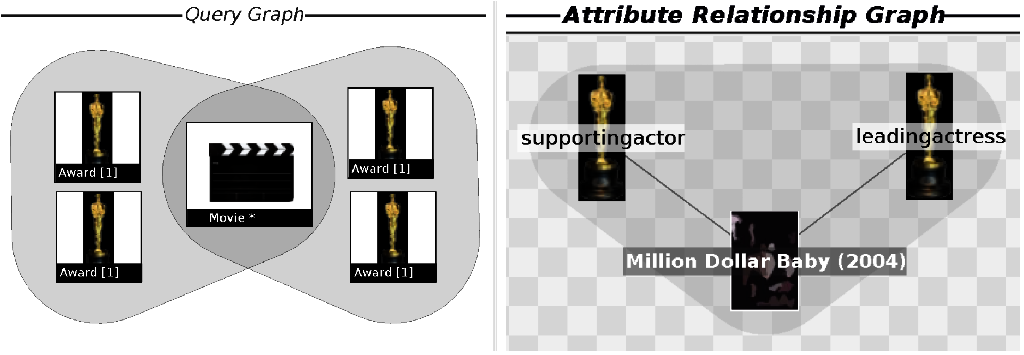 Query Graph
Award [1]
Award [1]
Movie *
Award [1]
Award [1]
Attribute Relationship Graph
supportingactor
leadingactress
Million Dollar Baby (2004)